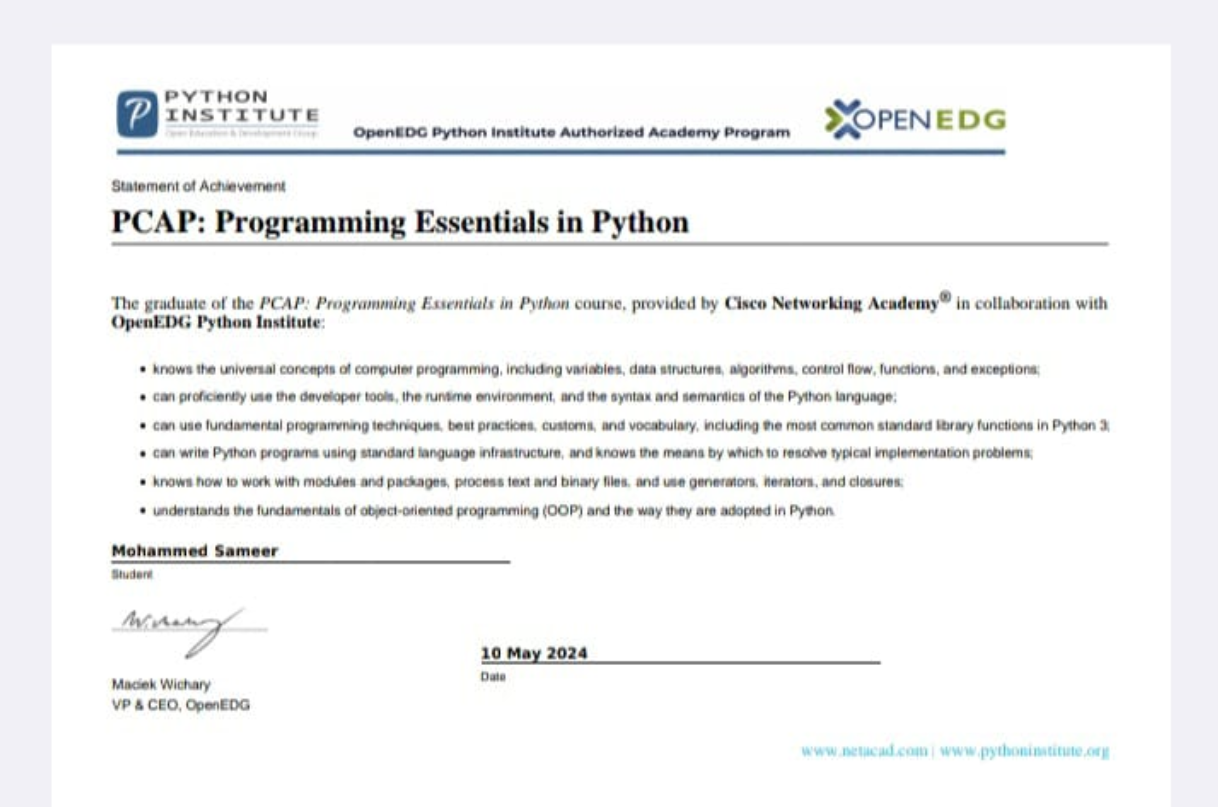 PYTHON
INSTITUTE
Open Education & Development Group
OpenEDG Python Institute Authorized Academy Program
OPENEDG
Statement of Achievement
PCAP: Programming Essentials in Python
The graduate of the PCAP: Programming Essentials in Python course, provided by Cisco Networking Academy® in collaboration with
OpenEDG Python Institute:
• knows the universal concepts of computer programming, including variables, data structures, algorithms, control flow, functions, and exceptions;
• can proficiently use the developer tools, the runtime environment, and the syntax and semantics of the Python language;
• can use fundamental programming techniques, best practices, customs, and vocabulary, including the most common standard library functions in Python 3;
• can write Python programs using standard language infrastructure, and knows the means by which to resolve typical implementation problems;
• knows how to work with modules and packages, process text and binary files, and use generators, iterators, and closures;
• understands the fundamentals of object-oriented programming (OOP) and the way they are adopted in Python.
Mohammed Sameer
Student
M.Wichary
10 May 2024
Date
Maciek Wichary
VP & CEO, OpenEDG
www.netacad.com | www.pythoninstitute.org